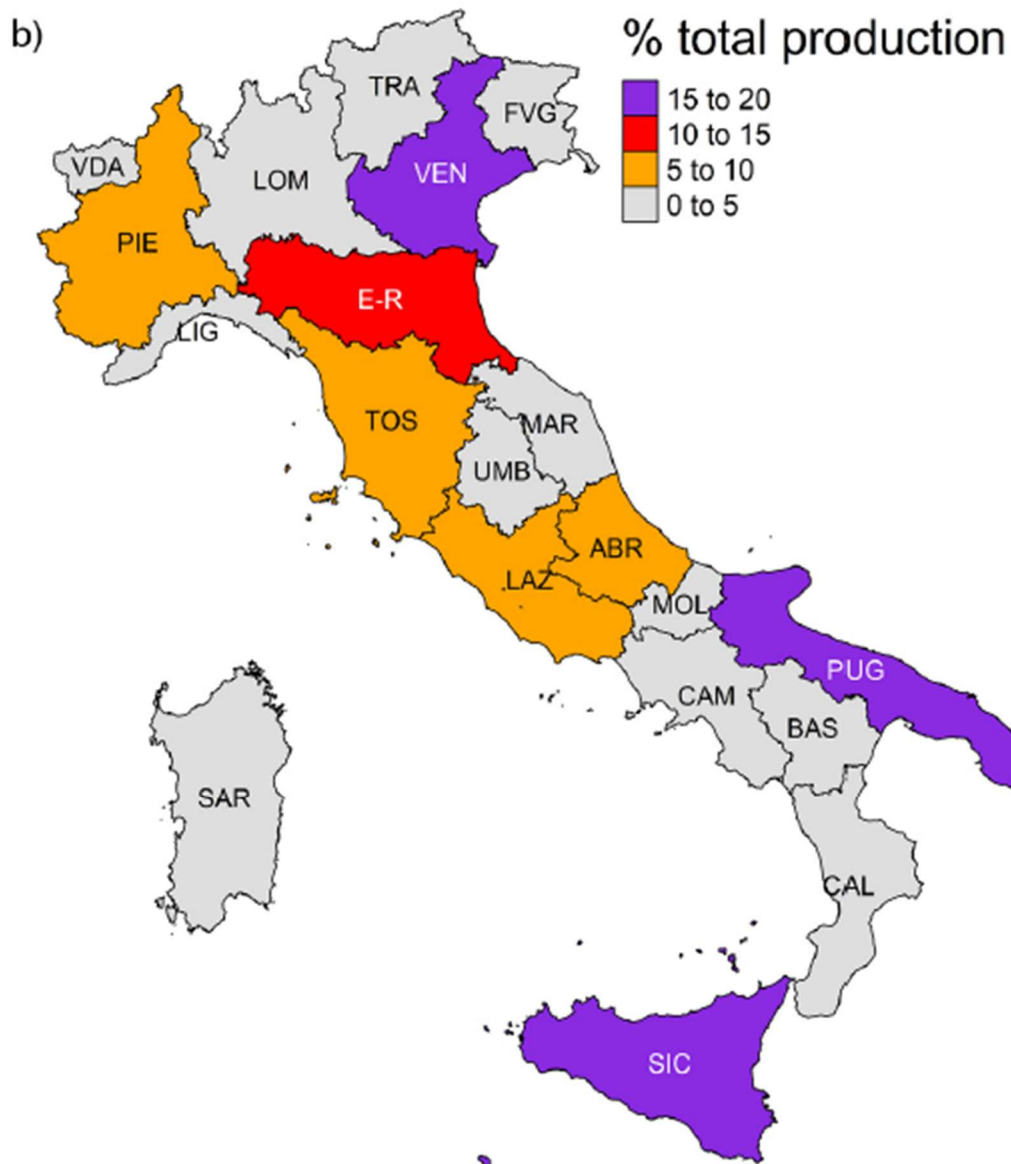 b)
% total production
15 to 20
10 to 15
5 to 10
0 to 5
TRA
FVG
VDA
LOM
VEN
PIE
E-R
LIG
TOS
MAR
UMB
ABR
LAZ
MOL
PUG
CAM
BAS
SAR
CAL
SIC